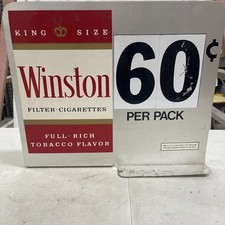 KING SIZE
Winston
FILTER-CIGARETTES
FULL-RICH
TOBACCO FLAVOR
60¢
PER PACK